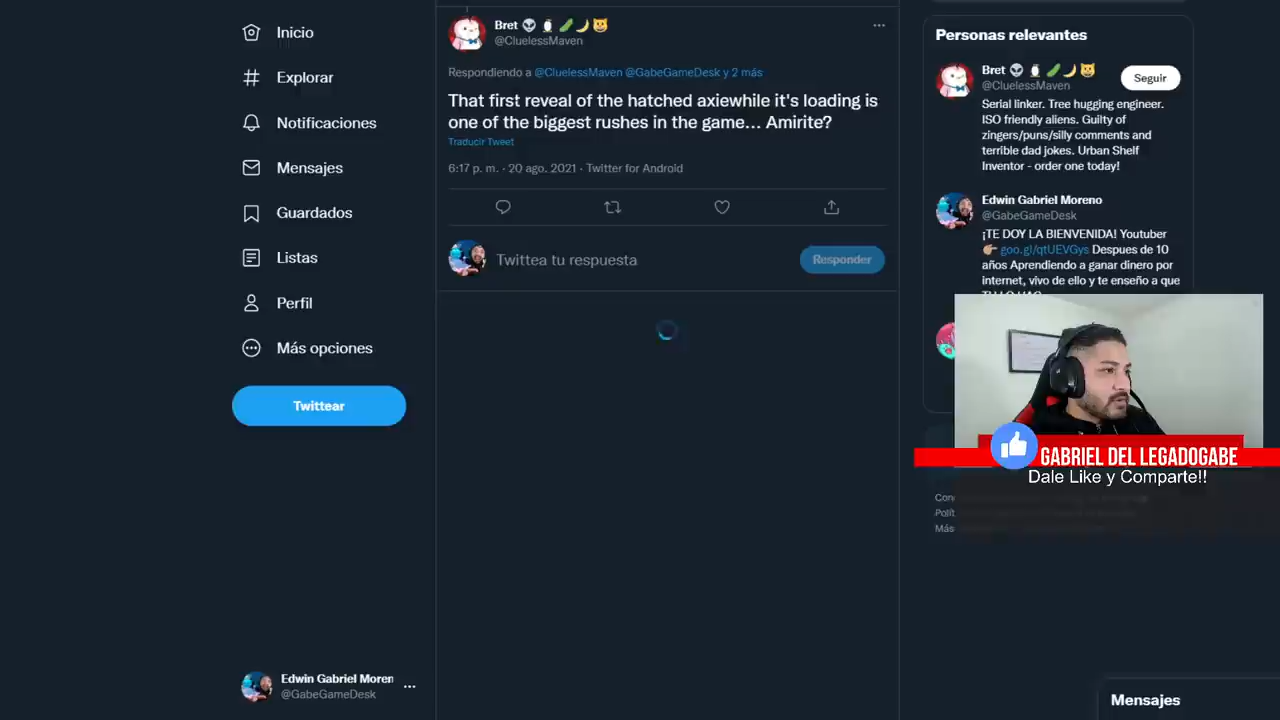 Inicio
Explorar
Notificaciones
Mensajes
Guardados
Listas
Perfil
Más opciones
Twittear
Edwin Gabriel Moren
@GabeGameDesk
Bret
@CluelessMaven
Respondiendo a @CluelessMaven @GabeGameDesk y 2 más
That first reveal of the hatched axiewhile it's loading is
one of the biggest rushes in the game... Amirite?
Traducir Tweet
6:17 p. m. · 20 ago. 2021 · Twitter for Android
Twittea tu respuesta
Responder
Personas relevantes
Bret
@CluelessMaven
Seguir
Serial linker. Tree hugging engineer.
ISO friendly aliens. Guilty of
zingers/puns/silly comments and
terrible dad jokes. Urban Shelf
Inventor - order one today!
Edwin Gabriel Moreno
@GabeGameDesk
¡TE DOY LA BIENVENIDA! Youtuber
goo.gl/qtUEVGys Despues de 10
años Aprendiendo a ganar dinero por
internet, vivo de ello y te enseño a que
GABRIEL DEL LEGADOGABE
Dale Like y Comparte!!
Más
Mensajes